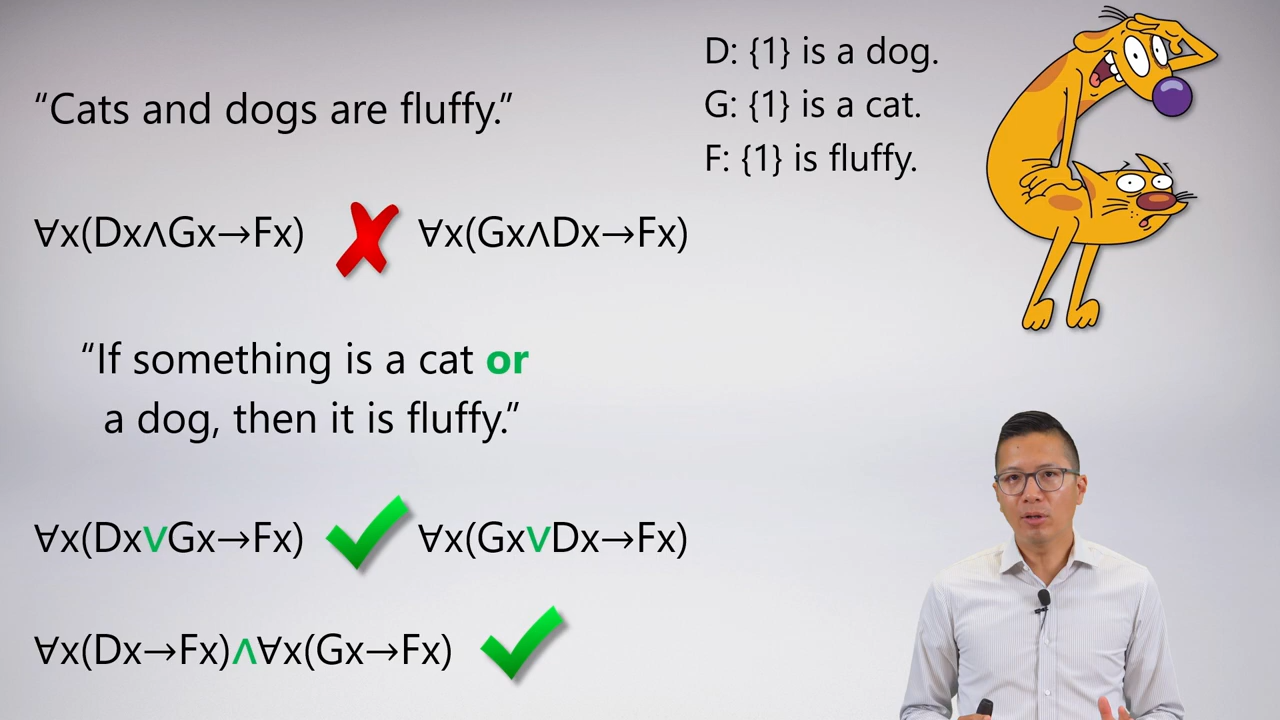 “Cats and dogs are fluffy.”
D: {1} is a dog.
G: {1} is a cat.
F: {1} is fluffy.
∀x(Dx∧Gx→Fx) ∀x(Gx∧Dx→Fx)
“If something is a cat or
a dog, then it is fluffy.”
∀x(Dx∨Gx→Fx) ∀x(Gx∨Dx→Fx)
∀x(Dx→Fx)∧∀x(Gx→Fx)